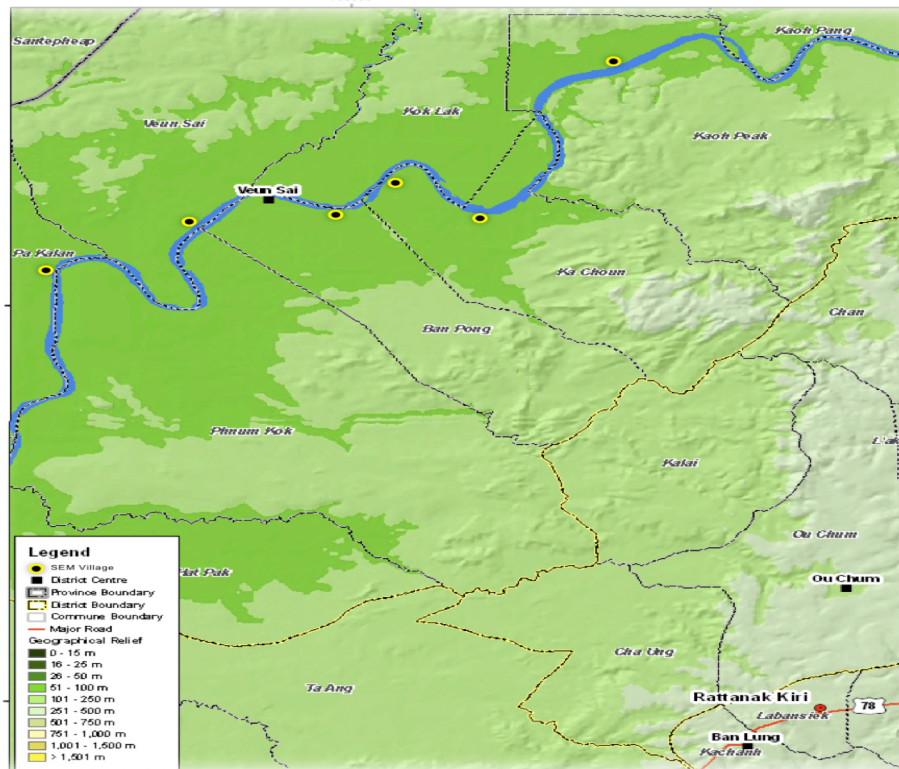 Santepheap
Kaoh Pang
Veun Sai
Kok Lak
Kaoh Peak
Veun Sai
Pa Kalan
Ka Choun
Chan
Ban Pong
Phnum Kok
Kalai
L'ak
Ou Chum
Hat Pak
Ou Chum
Cha Ung
Ta Ang
Rattanak Kiri
78
Labansiek
Ban Lung
Kachanh
Legend
SEM Village
District Centre
Province Boundary
District Boundary
Commune Boundary
Major Road
Geographical Relief
0 - 15 m
16 - 25 m
26 - 50 m
51 - 100 m
101 - 250 m
251 - 500 m
501 - 750 m
751 - 1,000 m
1,001 - 1,500 m
> 1,501 m